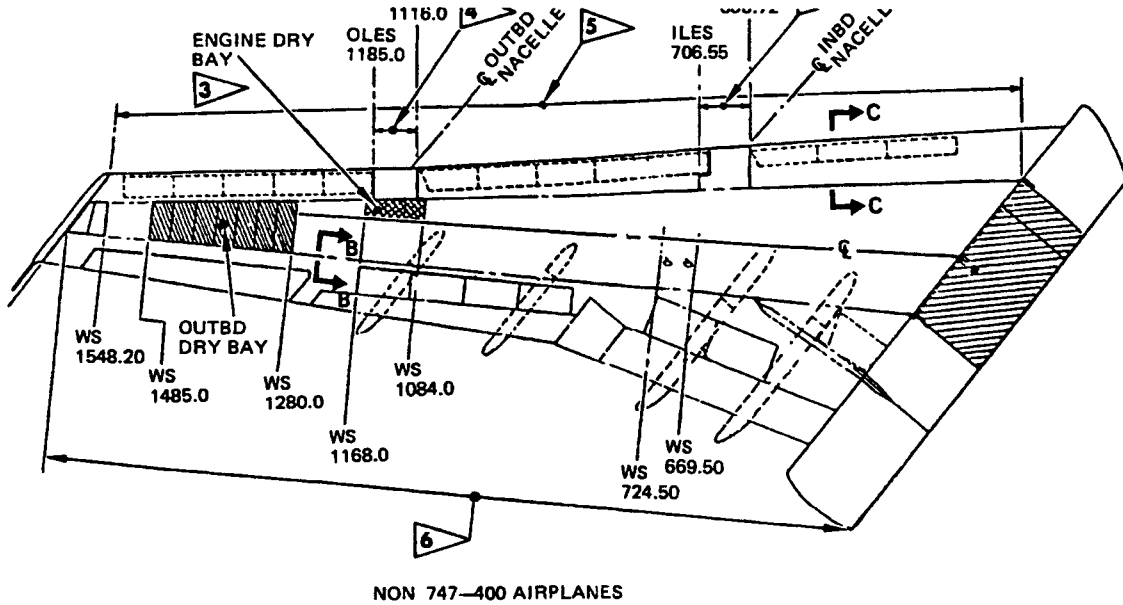 1116.0
4
5
ENGINE DRY
BAY
3
OLES
1185.0
℄ OUTBD
NACELLE
ILES
706.55
℄ INBD
NACELLE
C
C
B
B
℄
OUTBD
DRY BAY
WS
1548.20
WS
1485.0
WS
1280.0
WS
1168.0
WS
1084.0
WS
724.50
WS
669.50
6
NON 747—400 AIRPLANES